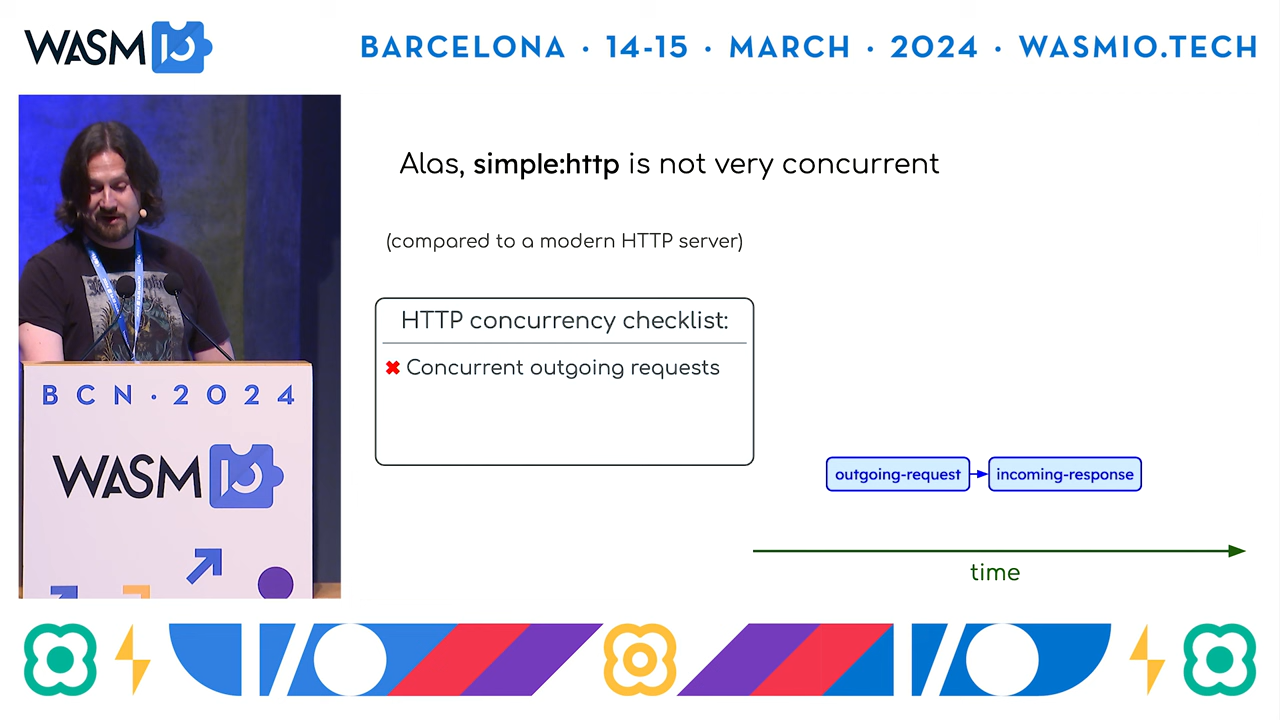 WASM IO
BARCELONA · 14-15 · MARCH · 2024 · WASMIO.TECH
Alas, simple:http is not very concurrent
(compared to a modern HTTP server)
HTTP concurrency checklist:
✖ Concurrent outgoing requests
outgoing-request
incoming-response
time
BCN·2024
WASM IO